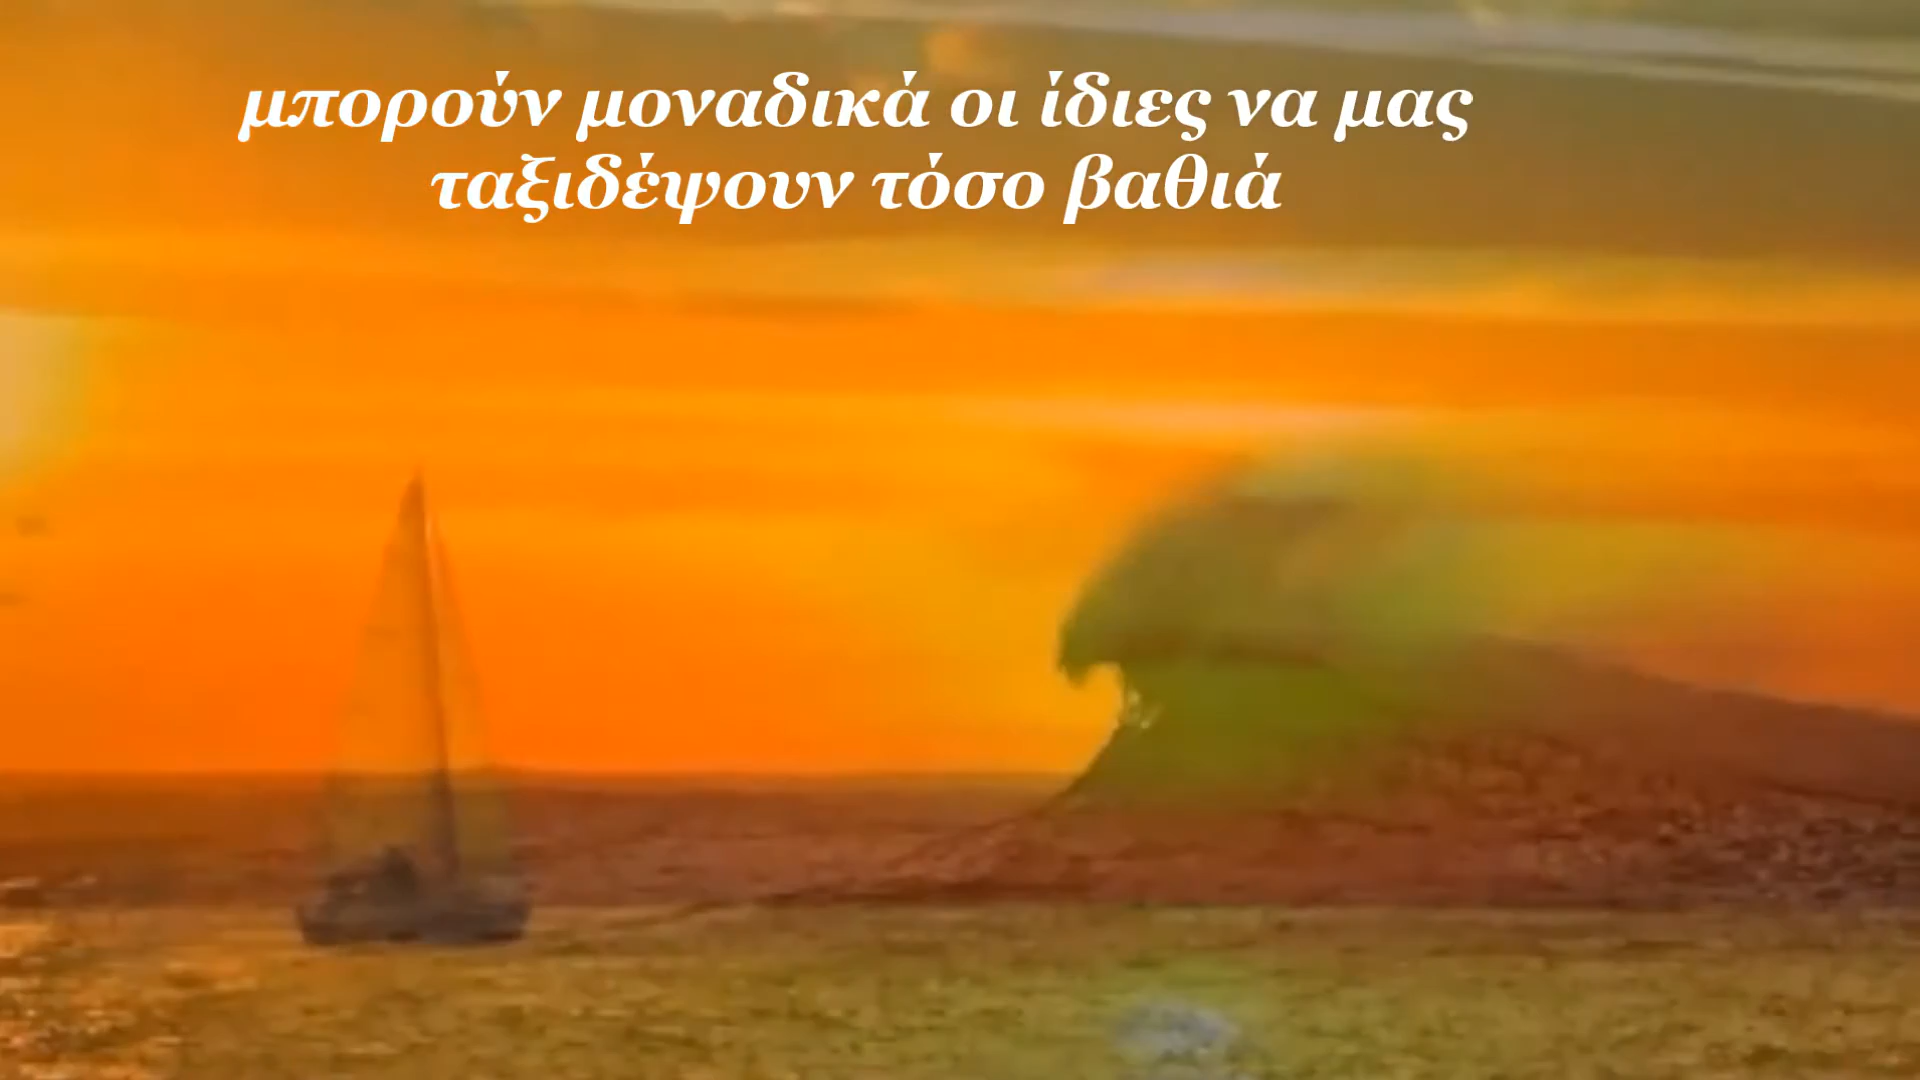 μπορούν μοναδικά οι ίδιες να μας
ταξιδέψουν τόσο βαθιά